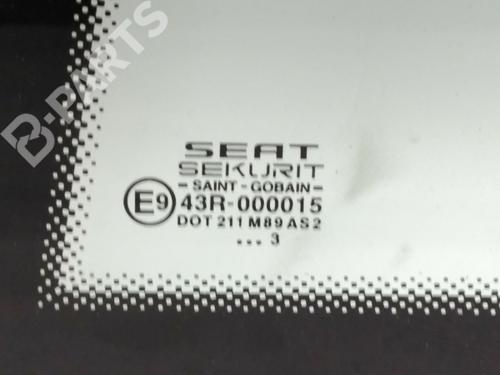 B-PARTS
SEAT
SEKURIT
- SAINT - GOBAIN -
E9 43R-000015
DOT 211 M89 AS2
... 3